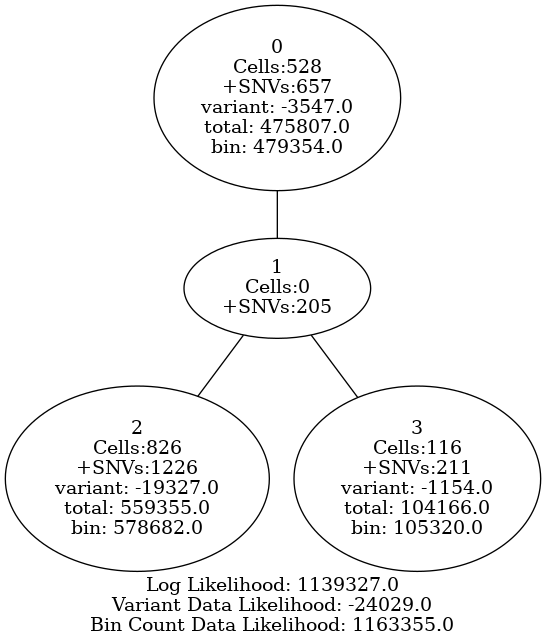 0
Cells:528
+SNVs:657
variant: -3547.0
total: 475807.0
bin: 479354.0
1
Cells:0
+SNVs:205
2
Cells:826
+SNVs:1226
variant: -19327.0
total: 559355.0
bin: 578682.0
3
Cells:116
+SNVs:211
variant: -1154.0
total: 104166.0
bin: 105320.0
Log Likelihood: 1139327.0
Variant Data Likelihood: -24029.0
Bin Count Data Likelihood: 1163355.0